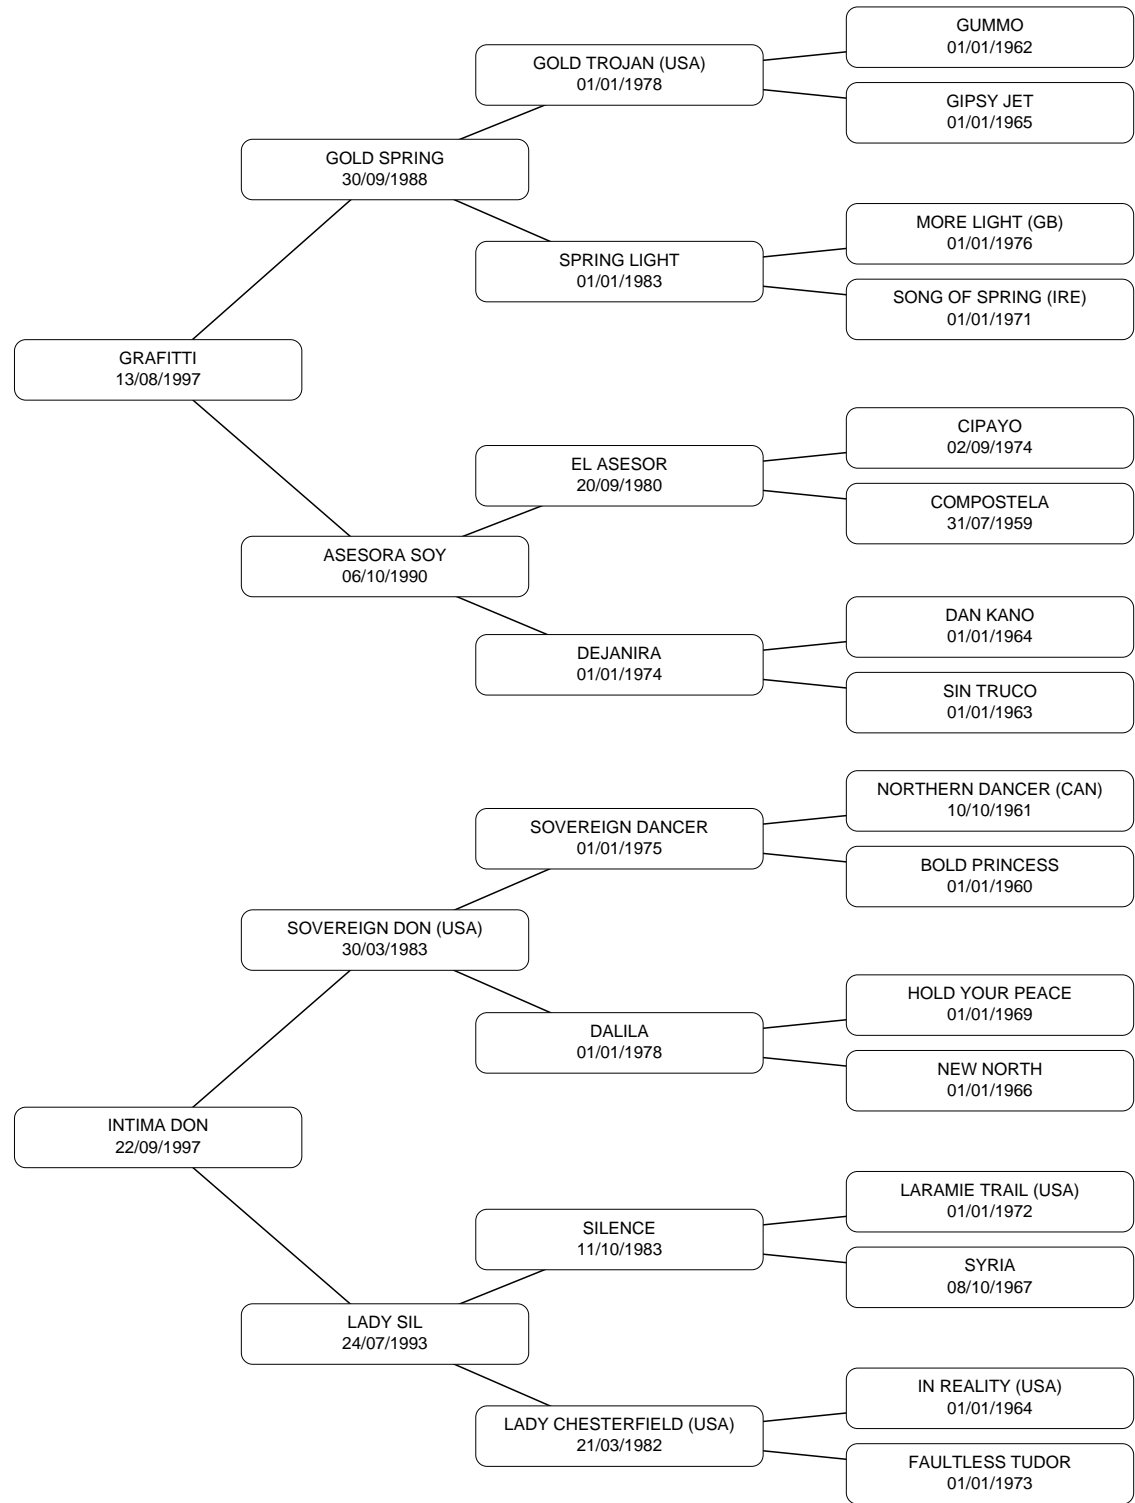 GUMMO
01/01/1962
GOLD TROJAN (USA)
01/01/1978
GIPSY JET
01/01/1965
GOLD SPRING
30/09/1988
MORE LIGHT (GB)
01/01/1976
SPRING LIGHT
01/01/1983
SONG OF SPRING (IRE)
01/01/1971
GRAFITTI
13/08/1997
CIPAYO
02/09/1974
EL ASESOR
20/09/1980
COMPOSTELA
31/07/1959
ASESORA SOY
06/10/1990
DAN KANO
01/01/1964
DEJANIRA
01/01/1974
SIN TRUCO
01/01/1963
NORTHERN DANCER (CAN)
10/10/1961
SOVEREIGN DANCER
01/01/1975
BOLD PRINCESS
01/01/1960
SOVEREIGN DON (USA)
30/03/1983
HOLD YOUR PEACE
01/01/1969
DALILA
01/01/1978
NEW NORTH
01/01/1966
INTIMA DON
22/09/1997
LARAMIE TRAIL (USA)
01/01/1972
SILENCE
11/10/1983
SYRIA
08/10/1967
LADY SIL
24/07/1993
IN REALITY (USA)
01/01/1964
LADY CHESTERFIELD (USA)
21/03/1982
FAULTLESS TUDOR
01/01/1973